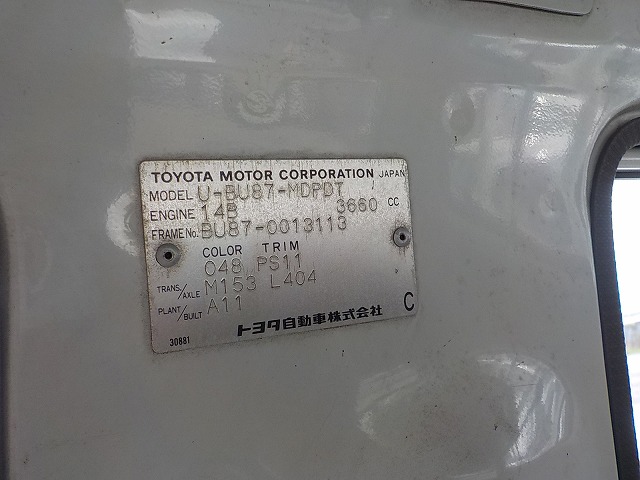 TOYOTA MOTOR CORPORATION JAPAN
MODEL U-BU87-MDPDT
ENGINE 14B 3660 CC
FRAME No. BU87-0013113
COLOR TRIM
048 PS11
TRANS./AXLE M153 L404
PLANT/BUILT A11
C
トヨタ自動車株式会社
30881